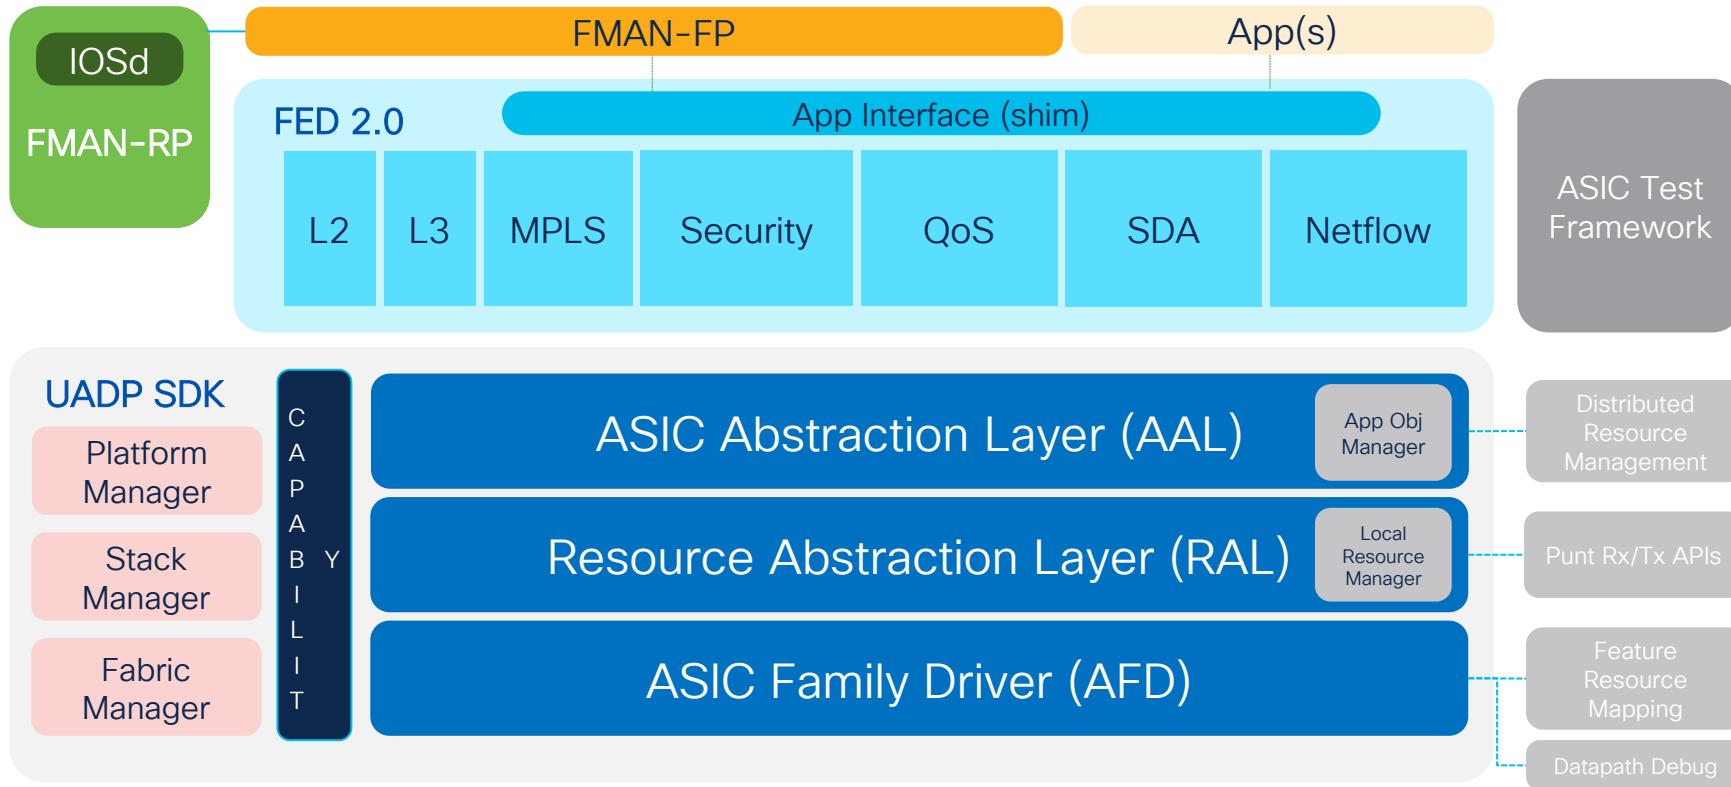 IOSd
FMAN-RP
FMAN-FP
App(s)
FED 2.0
App Interface (shim)
L2
L3
MPLS
Security
QoS
SDA
Netflow
ASIC Test
Framework
UADP SDK
Platform
Manager
Stack
Manager
Fabric
Manager
C
A
P
A
B
I
L
I
T
Y
ASIC Abstraction Layer (AAL)
App Obj
Manager
Resource Abstraction Layer (RAL)
Local
Resource
Manager
ASIC Family Driver (AFD)
Distributed
Resource
Management
Punt Rx/Tx APIs
Feature
Resource
Mapping
Datapath Debug